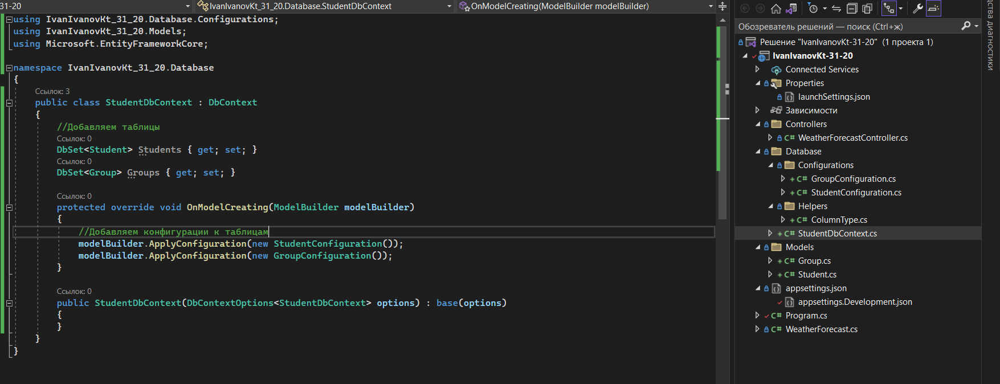 31-20
IvanIvanovKt_31_20.Database.StudentDbContext
OnModelCreating(ModelBuilder modelBuilder)
using IvanIvanovKt_31_20.Database.Configurations;
using IvanIvanovKt_31_20.Models;
using Microsoft.EntityFrameworkCore;
namespace IvanIvanovKt_31_20.Database
{
Ссылок: 3
public class StudentDbContext : DbContext
{
//Добавляем таблицы
Ссылок: 0
DbSet<Student> Students { get; set; }
Ссылок: 0
DbSet<Group> Groups { get; set; }
Ссылок: 0
protected override void OnModelCreating(ModelBuilder modelBuilder)
{
//Добавляем конфигурации к таблицам
modelBuilder.ApplyConfiguration(new StudentConfiguration());
modelBuilder.ApplyConfiguration(new GroupConfiguration());
}
Ссылок: 0
public StudentDbContext(DbContextOptions<StudentDbContext> options) : base(options)
{
}
}
}
Обозреватель решений — поиск (Ctrl+ж)
Решение "IvanIvanovKt-31-20" (1 проекта 1)
IvanIvanovKt-31-20
Connected Services
Properties
launchSettings.json
Зависимости
Controllers
C# WeatherForecastController.cs
Database
Configurations
C# GroupConfiguration.cs
C# StudentConfiguration.cs
Helpers
C# ColumnType.cs
C# StudentDbContext.cs
Models
C# Group.cs
C# Student.cs
appsettings.json
appsettings.Development.json
C# Program.cs
C# WeatherForecast.cs
диагностики